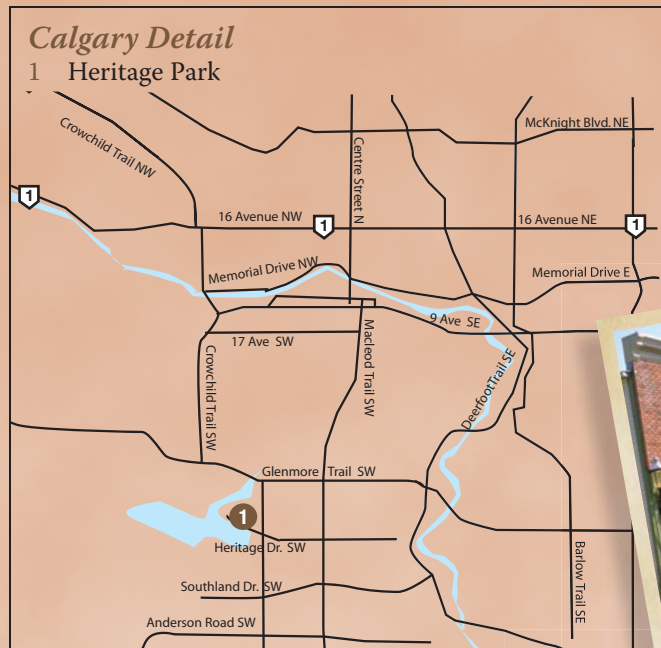 Calgary Detail
1 Heritage Park
McKnight Blvd. NE
Crowchild Trail NW
Centre Street N
1
16 Avenue NW
1
16 Avenue NE
1
Memorial Drive NW
Memorial Drive E
9 Ave SE
17 Ave SW
Macleod Trail SW
Crowchild Trail SW
Deerfoot Trail SE
Glenmore Trail SW
1
Heritage Dr. SW
Barlow Trail SE
Southland Dr. SW
Anderson Road SW